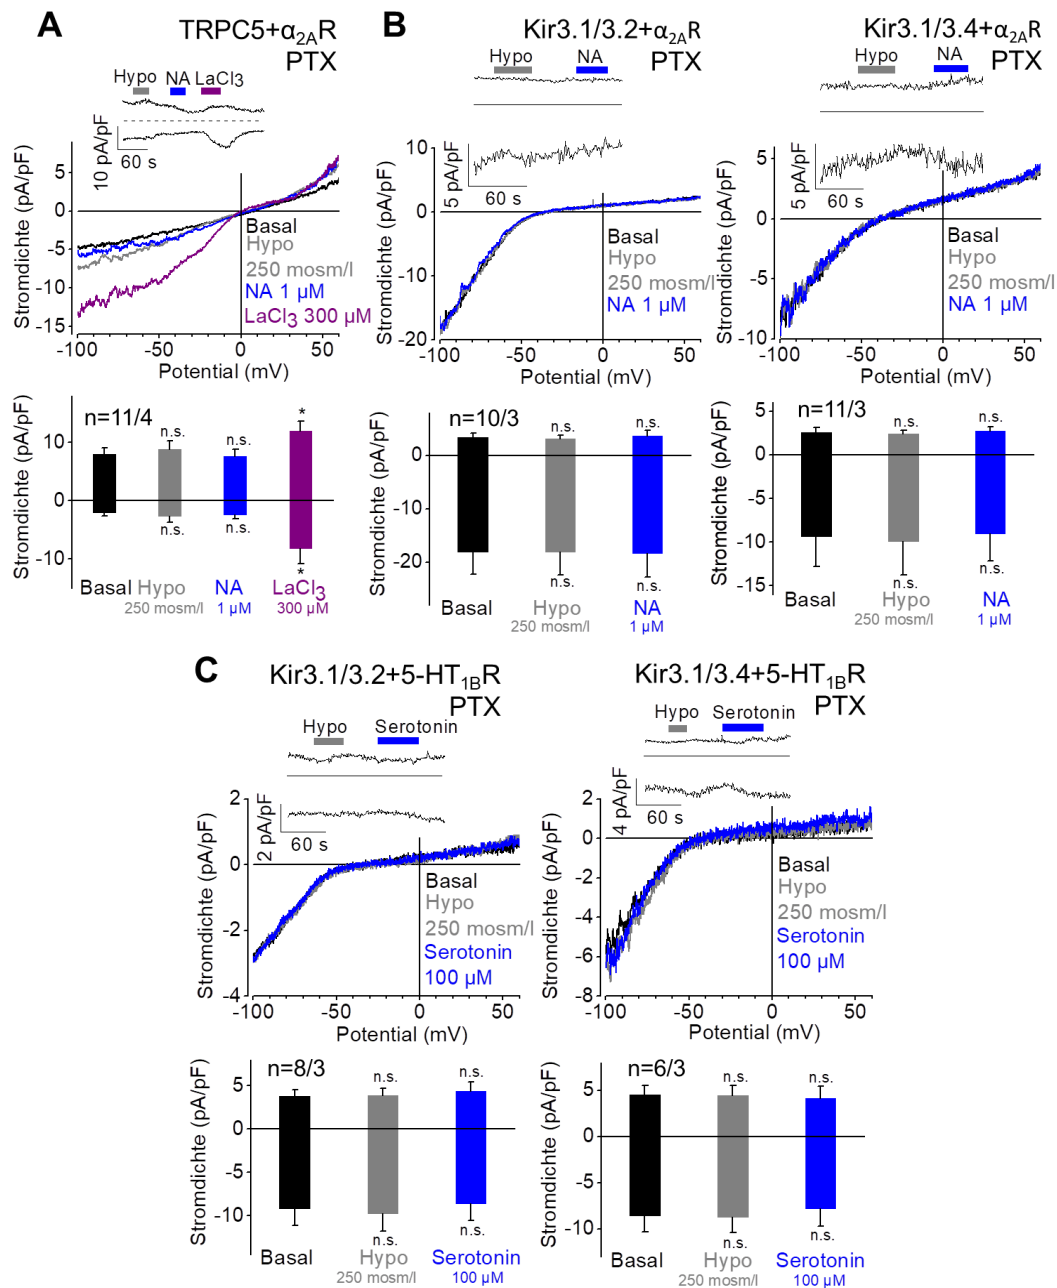 A
TRPC5+α2AR
PTX
Hypo NA LaCl3
10 pA/pF
60 s
Stromdichte (pA/pF)
5
0
-5
-10
-15
-100 -50 0 50
Potential (mV)
Basal
Hypo
250 mosm/l
NA 1 µM
LaCl3 300 µM
n=11/4
n.s. n.s. *
Stromdichte (pA/pF)
10
0
-10
n.s. n.s. *
Basal Hypo NA LaCl3
250 mosm/l 1 µM 300 µM
B
Kir3.1/3.2+α2AR
PTX
Hypo NA
5 pA/pF
60 s
Stromdichte (pA/pF)
10
0
-10
-20
-100 -50 0 50
Potential (mV)
Basal
Hypo
250 mosm/l
NA 1 µM
n=10/3
n.s. n.s.
Stromdichte (pA/pF)
5
0
-10
-20
n.s. n.s.
Basal Hypo NA
250 mosm/l 1 µM
Kir3.1/3.4+α2AR
PTX
Hypo NA
5 pA/pF
60 s
Stromdichte (pA/pF)
5
0
-5
-10
-100 -50 0 50
Potential (mV)
Basal
Hypo
250 mosm/l
NA 1 µM
n=11/3
n.s. n.s.
Stromdichte (pA/pF)
5
0
-5
-10
-15
n.s. n.s.
Basal Hypo NA
250 mosm/l 1 µM
C
Kir3.1/3.2+5-HT1BR
PTX
Hypo Serotonin
2 pA/pF
60 s
Stromdichte (pA/pF)
2
0
-2
-4
-100 -50 0 50
Potential (mV)
Basal
Hypo
250 mosm/l
Serotonin
100 µM
n=8/3
n.s. n.s.
Stromdichte (pA/pF)
5
0
5
-10
n.s. n.s.
Basal Hypo Serotonin
250 mosm/l 100 µM
Kir3.1/3.4+5-HT1BR
PTX
Hypo Serotonin
4 pA/pF
60 s
Stromdichte (pA/pF)
2
0
-2
-4
-6
-8
-100 -50 0 50
Potential (mV)
Basal
Hypo
250 mosm/l
Serotonin
100 µM
n=6/3
n.s. n.s.
Stromdichte (pA/pF)
5
0
5
-10
n.s. n.s.
Basal Hypo Serotonin
250 mosm/l 100 µM